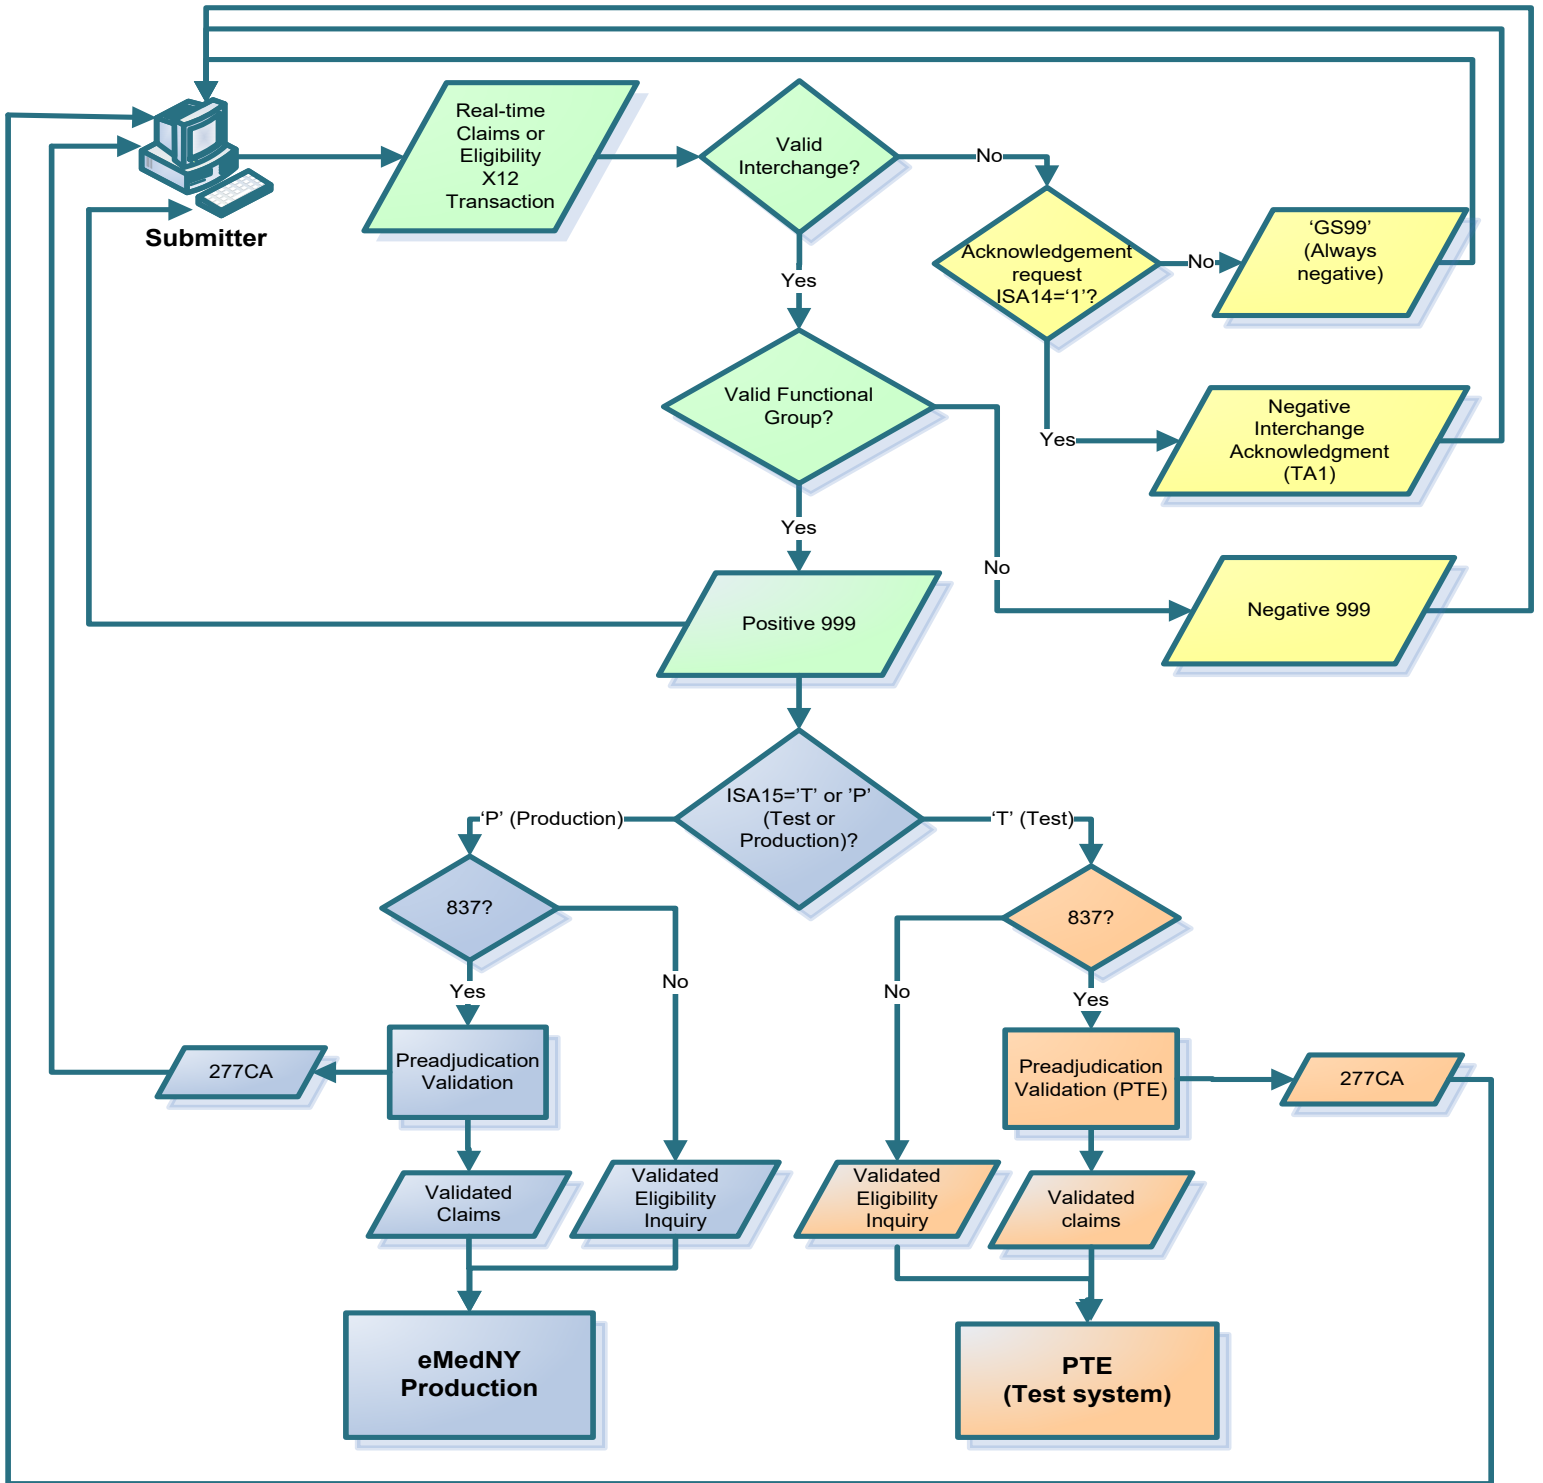 Real-time
Claims or
Eligibility
X12
Transaction
Valid
Interchange?
No
Submitter
Acknowledgement
request
ISA14=‘1’?
No
‘GS99’
(Always
negative)
Yes
Valid Functional
Group?
Yes
Negative
Interchange
Acknowledgment
(TA1)
Yes
No
Positive 999
Negative 999
ISA15=’T’ or ’P’
(Test or
Production)?
‘P’ (Production)
‘T’ (Test)
837?
837?
No
No
Yes
Yes
277CA
Preadjudication
Validation
Preadjudication
Validation (PTE)
277CA
Validated
Claims
Validated
Eligibility
Inquiry
Validated
Eligibility
Inquiry
Validated
claims
eMedNY
Production
PTE
(Test system)